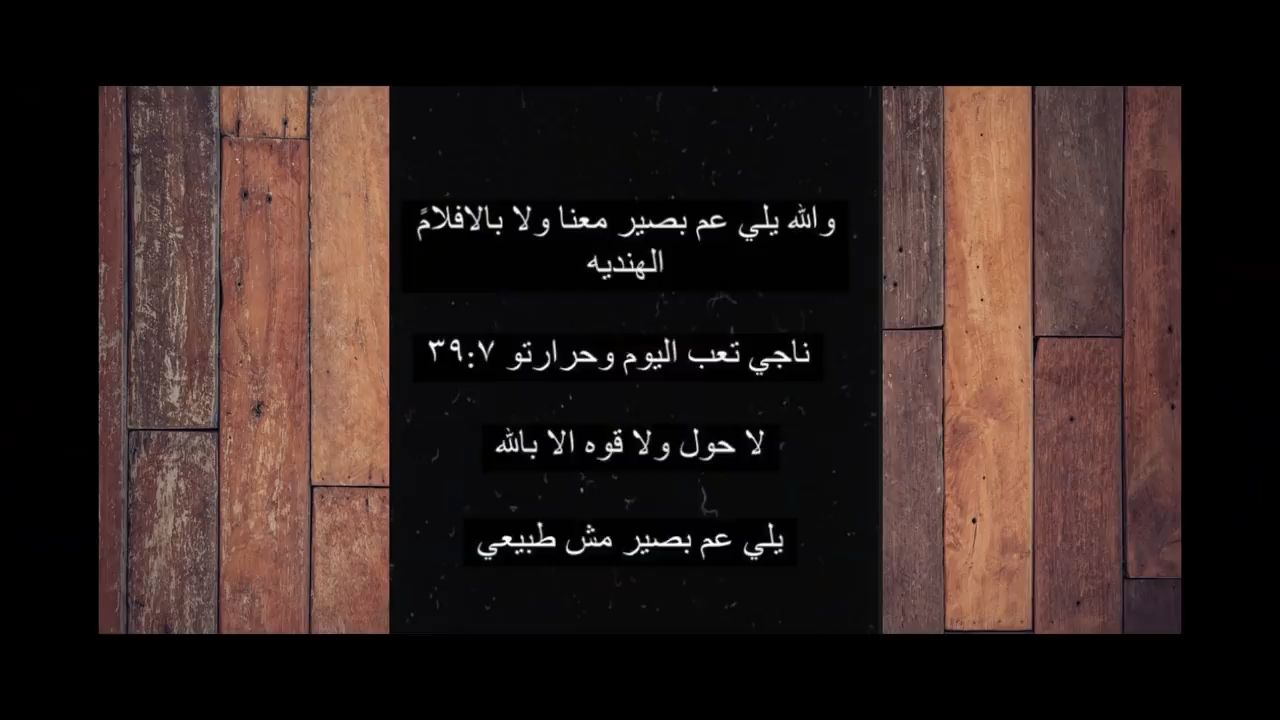 والله يلي عم بصير معنا ولا بالافلامً
الهنديه
ناجي تعب اليوم وحرارتو ٣٩:٧
لا حول ولا قوه الا بالله
يلي عم بصير مش طبيعي